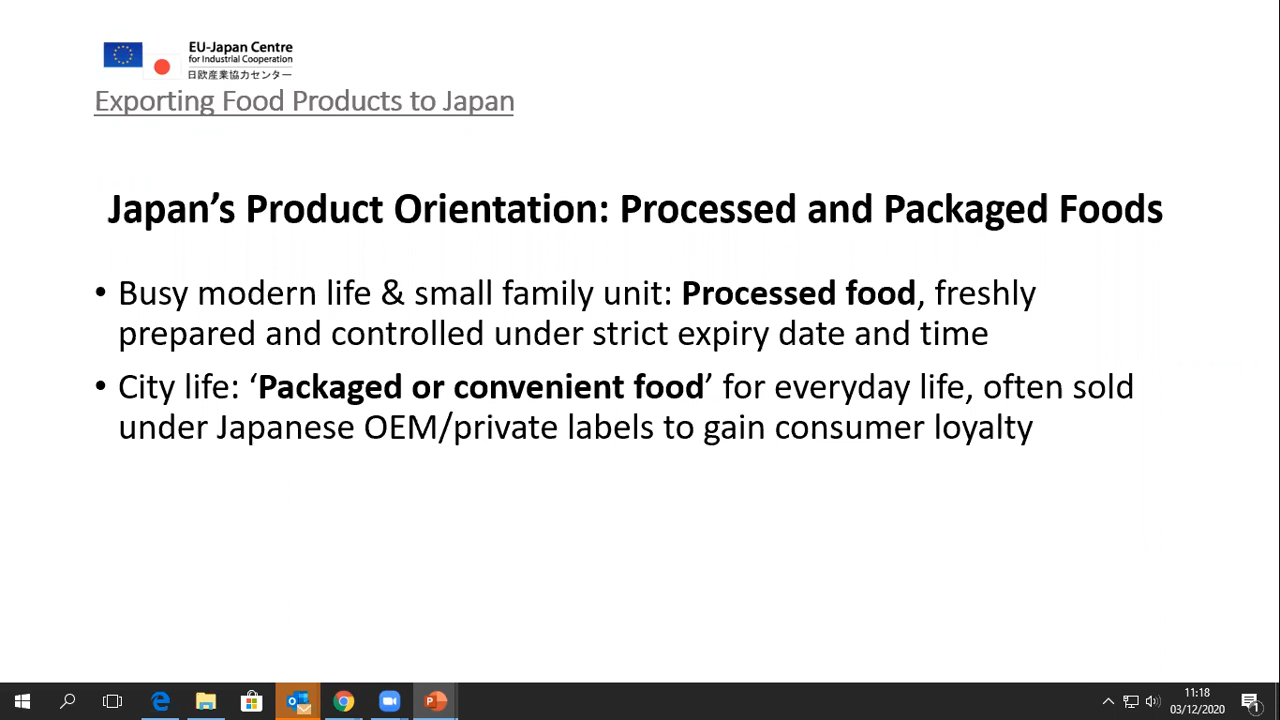 EU-Japan Centre
for Industrial Cooperation
日欧産業協力センター
Exporting Food Products to Japan
Japan's Product Orientation: Processed and Packaged Foods
• Busy modern life & small family unit: Processed food, freshly
prepared and controlled under strict expiry date and time
• City life: ‘Packaged or convenient food’ for everyday life, often sold
under Japanese OEM/private labels to gain consumer loyalty
11:18
03/12/2020
1